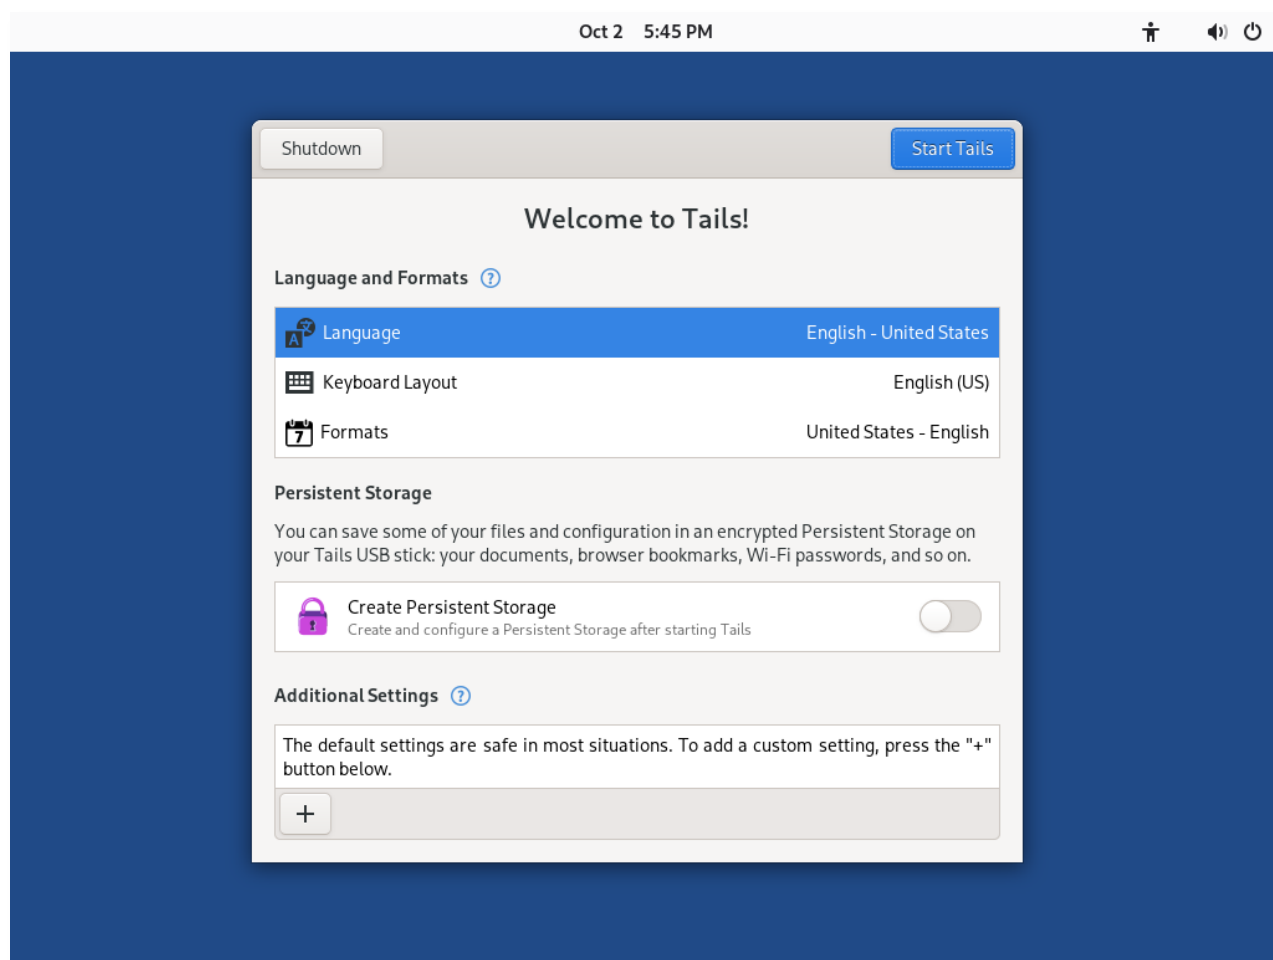 Oct 2 5:45 PM
Shutdown
Start Tails
Welcome to Tails!
Language and Formats ?
Language English - United States
Keyboard Layout English (US)
7 Formats United States - English
Persistent Storage
You can save some of your files and configuration in an encrypted Persistent Storage on
your Tails USB stick: your documents, browser bookmarks, Wi-Fi passwords, and so on.
Create Persistent Storage
Create and configure a Persistent Storage after starting Tails
Additional Settings ?
The default settings are safe in most situations. To add a custom setting, press the "+"
button below.
+